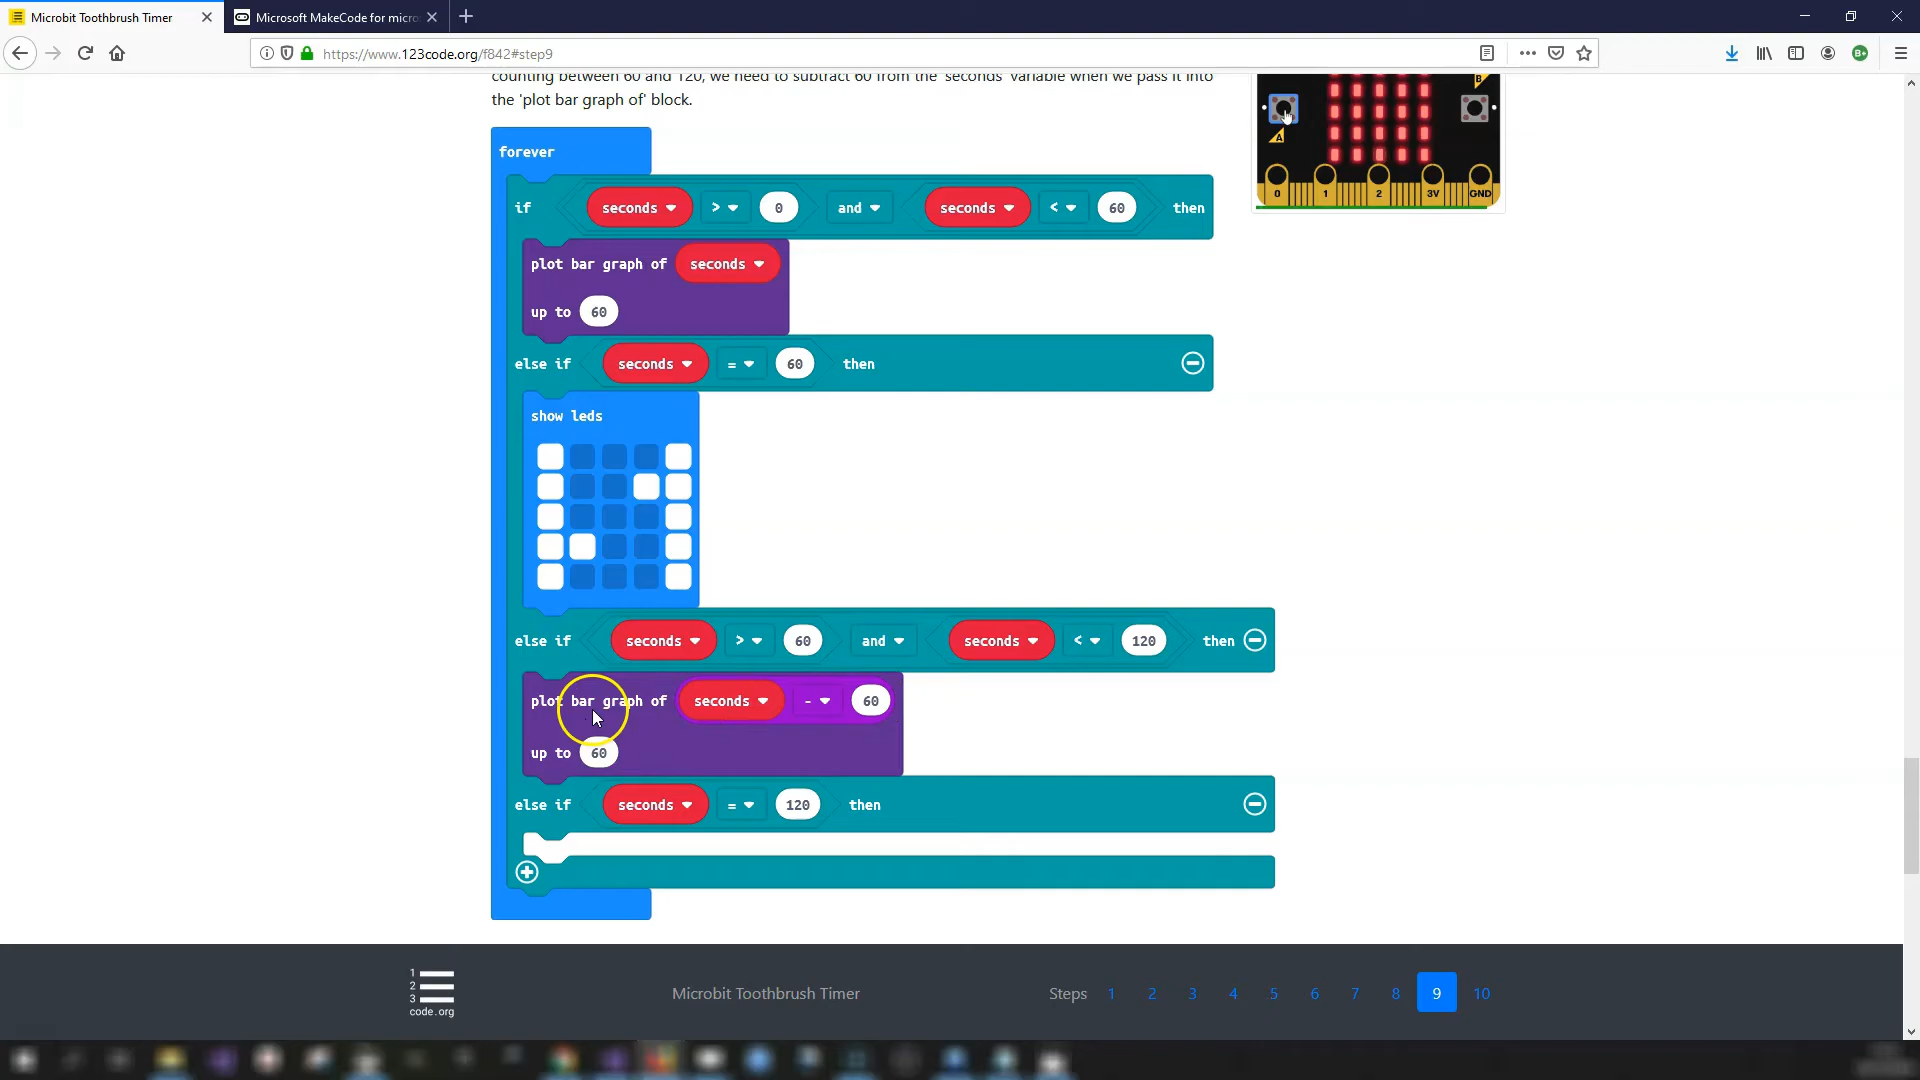 Microbit Toothbrush Timer
Microsoft MakeCode for micro
https://www.123code.org/f842#step9
counting between 60 and 120, we need to subtract 60 from the 'seconds' variable when we pass it into
the 'plot bar graph of' block.
B
A
0 1 2 3V GND
forever
if seconds > 0 and seconds < 60 then
plot bar graph of seconds
up to 60
else if seconds = 60 then
show leds
else if seconds > 60 and seconds < 120 then
plot bar graph of seconds - 60
up to 60
else if seconds = 120 then
1
2
3
code.org
Microbit Toothbrush Timer
Steps 1 2 3 4 5 6 7 8 9 10